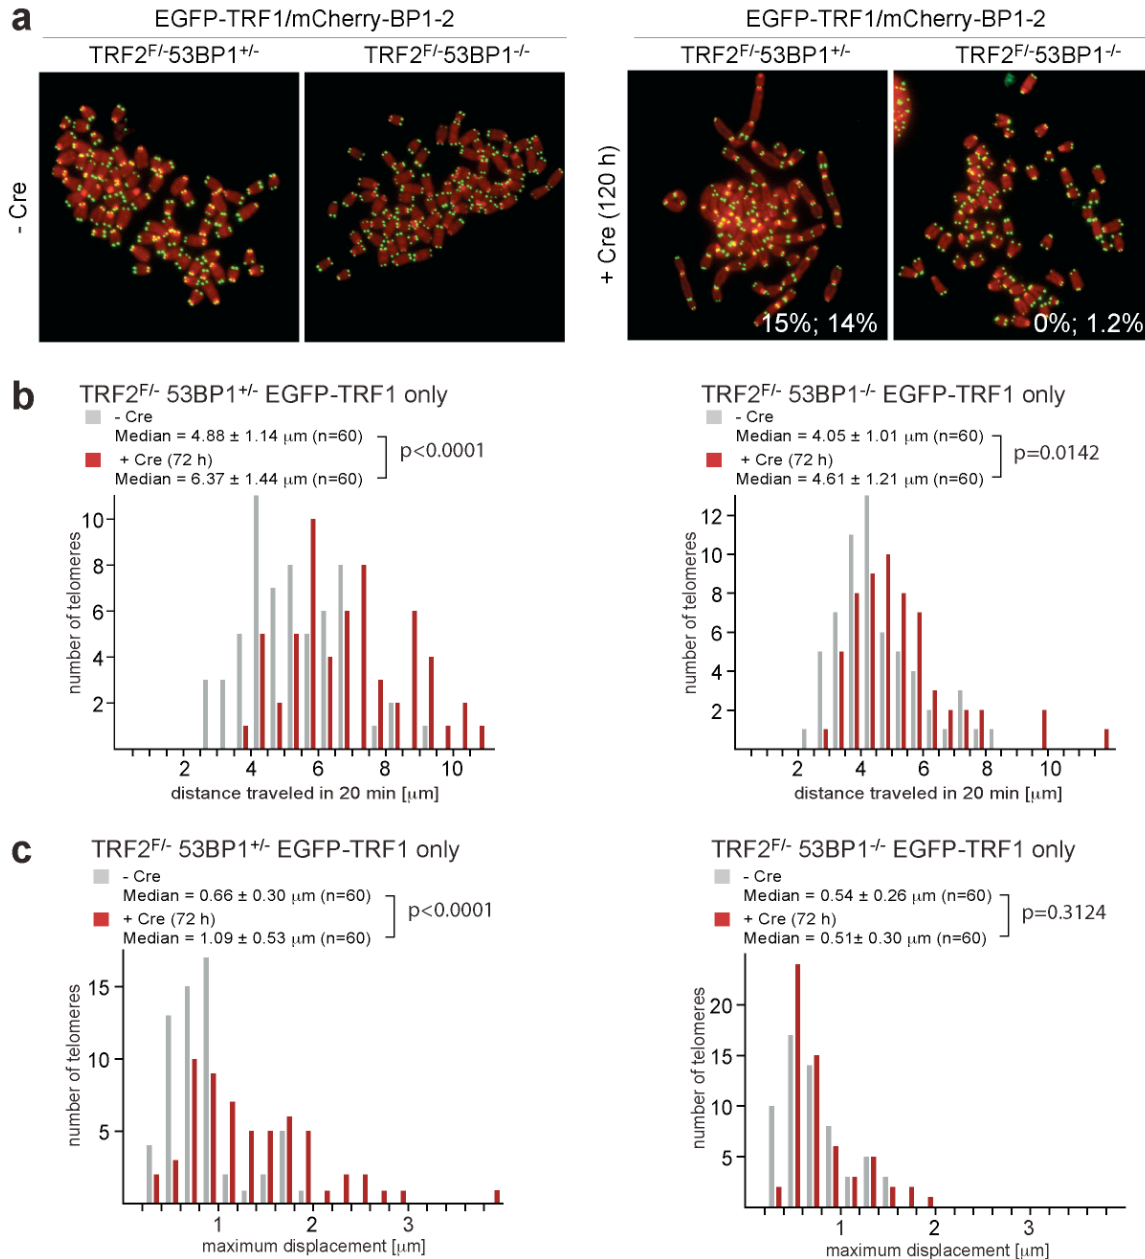 a
EGFP-TRF1/mCherry-BP1-2
EGFP-TRF1/mCherry-BP1-2
TRF2F/-53BP1+/-
TRF2F/-53BP1-/-
TRF2F/-53BP1+/-
TRF2F/-53BP1-/-
- Cre
+ Cre (120 h)
15%; 14%
0%; 1.2%
b
TRF2F/- 53BP1+/- EGFP-TRF1 only
- Cre
Median = 4.88 ± 1.14 μm (n=60)
+ Cre (72 h)
Median = 6.37 ± 1.44 μm (n=60)
p<0.0001
number of telomeres
10
8
6
4
2
2 4 6 8 10
distance traveled in 20 min [μm]
TRF2F/- 53BP1-/- EGFP-TRF1 only
- Cre
Median = 4.05 ± 1.01 μm (n=60)
+ Cre (72 h)
Median = 4.61 ± 1.21 μm (n=60)
p=0.0142
number of telomeres
12
10
8
6
4
2
2 4 6 8 10
distance traveled in 20 min [μm]
c
TRF2F/- 53BP1+/- EGFP-TRF1 only
- Cre
Median = 0.66 ± 0.30 μm (n=60)
+ Cre (72 h)
Median = 1.09 ± 0.53 μm (n=60)
p<0.0001
number of telomeres
15
10
5
1 2 3
maximum displacement [μm]
TRF2F/- 53BP1-/- EGFP-TRF1 only
- Cre
Median = 0.54 ± 0.26 μm (n=60)
+ Cre (72 h)
Median = 0.51± 0.30 μm (n=60)
p=0.3124
number of telomeres
20
15
10
5
1 2 3
maximum displacement [μm]